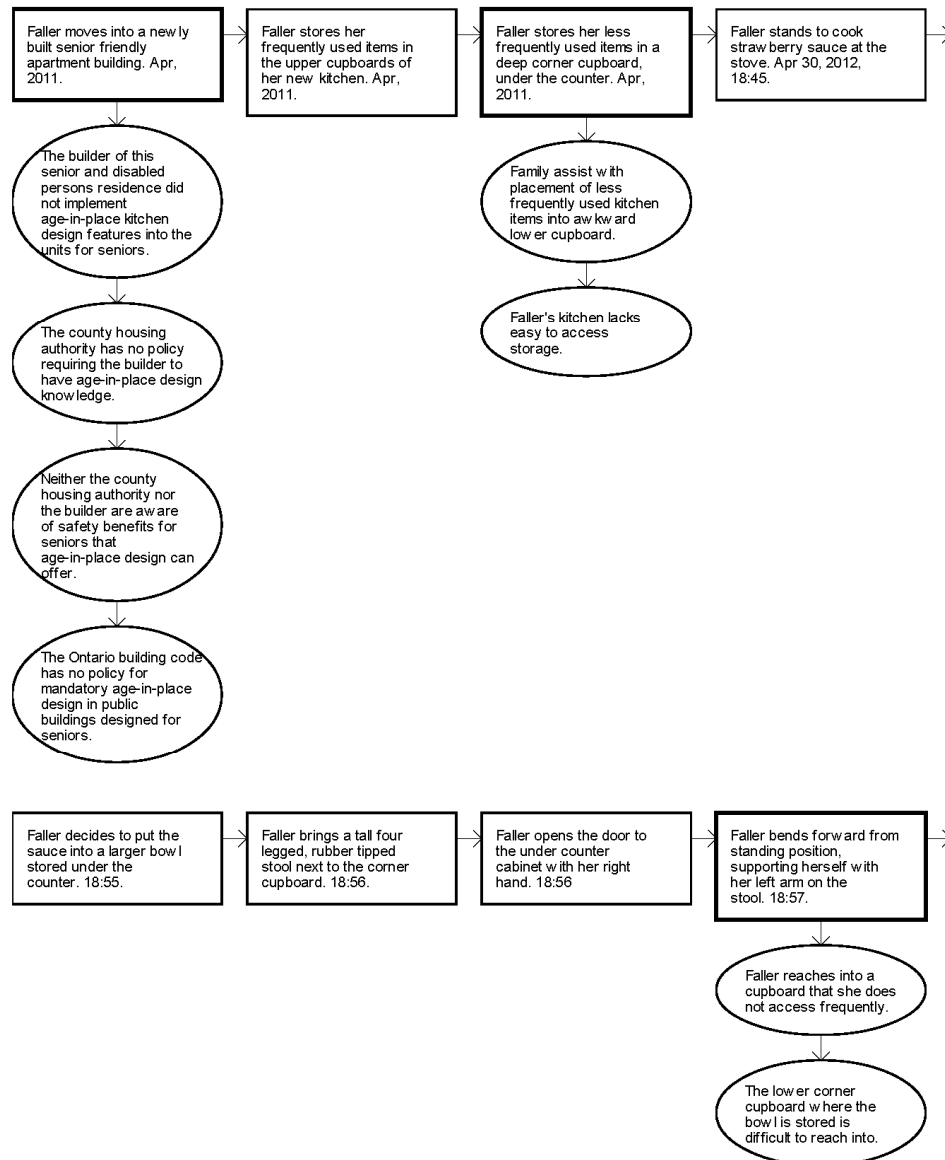 Faller moves into a newly
built senior friendly
apartment building. Apr,
2011.
Faller stores her
frequently used items in
the upper cupboards of
her new kitchen. Apr,
2011.
Faller stores her less
frequently used items in a
deep corner cupboard,
under the counter. Apr,
2011.
Faller stands to cook
strawberry sauce at the
stove. Apr 30, 2012,
18:45.
The builder of this
senior and disabled
persons residence did
not implement
age-in-place kitchen
design features into the
units for seniors.
The county housing
authority has no policy
requiring the builder to
have age-in-place design
knowledge.
Neither the county
housing authority nor
the builder are aware
of safety benefits for
seniors that
age-in-place design can
offer.
The Ontario building code
has no policy for
mandatory age-in-place
design in public
buildings designed for
seniors.
Family assist with
placement of less
frequently used kitchen
items into awkward
lower cupboard.
Faller's kitchen lacks
easy to access
storage.
Faller decides to put the
sauce into a larger bowl
stored under the
counter. 18:55.
Faller brings a tall four
legged, rubber tipped
stool next to the corner
cupboard. 18:56.
Faller opens the door to
the under counter
cabinet with her right
hand. 18:56
Faller bends forward from
standing position,
supporting herself with
her left arm on the
stool. 18:57.
Faller reaches into a
cupboard that she does
not access frequently.
The lower corner
cupboard where the
bowl is stored is
difficult to reach into.